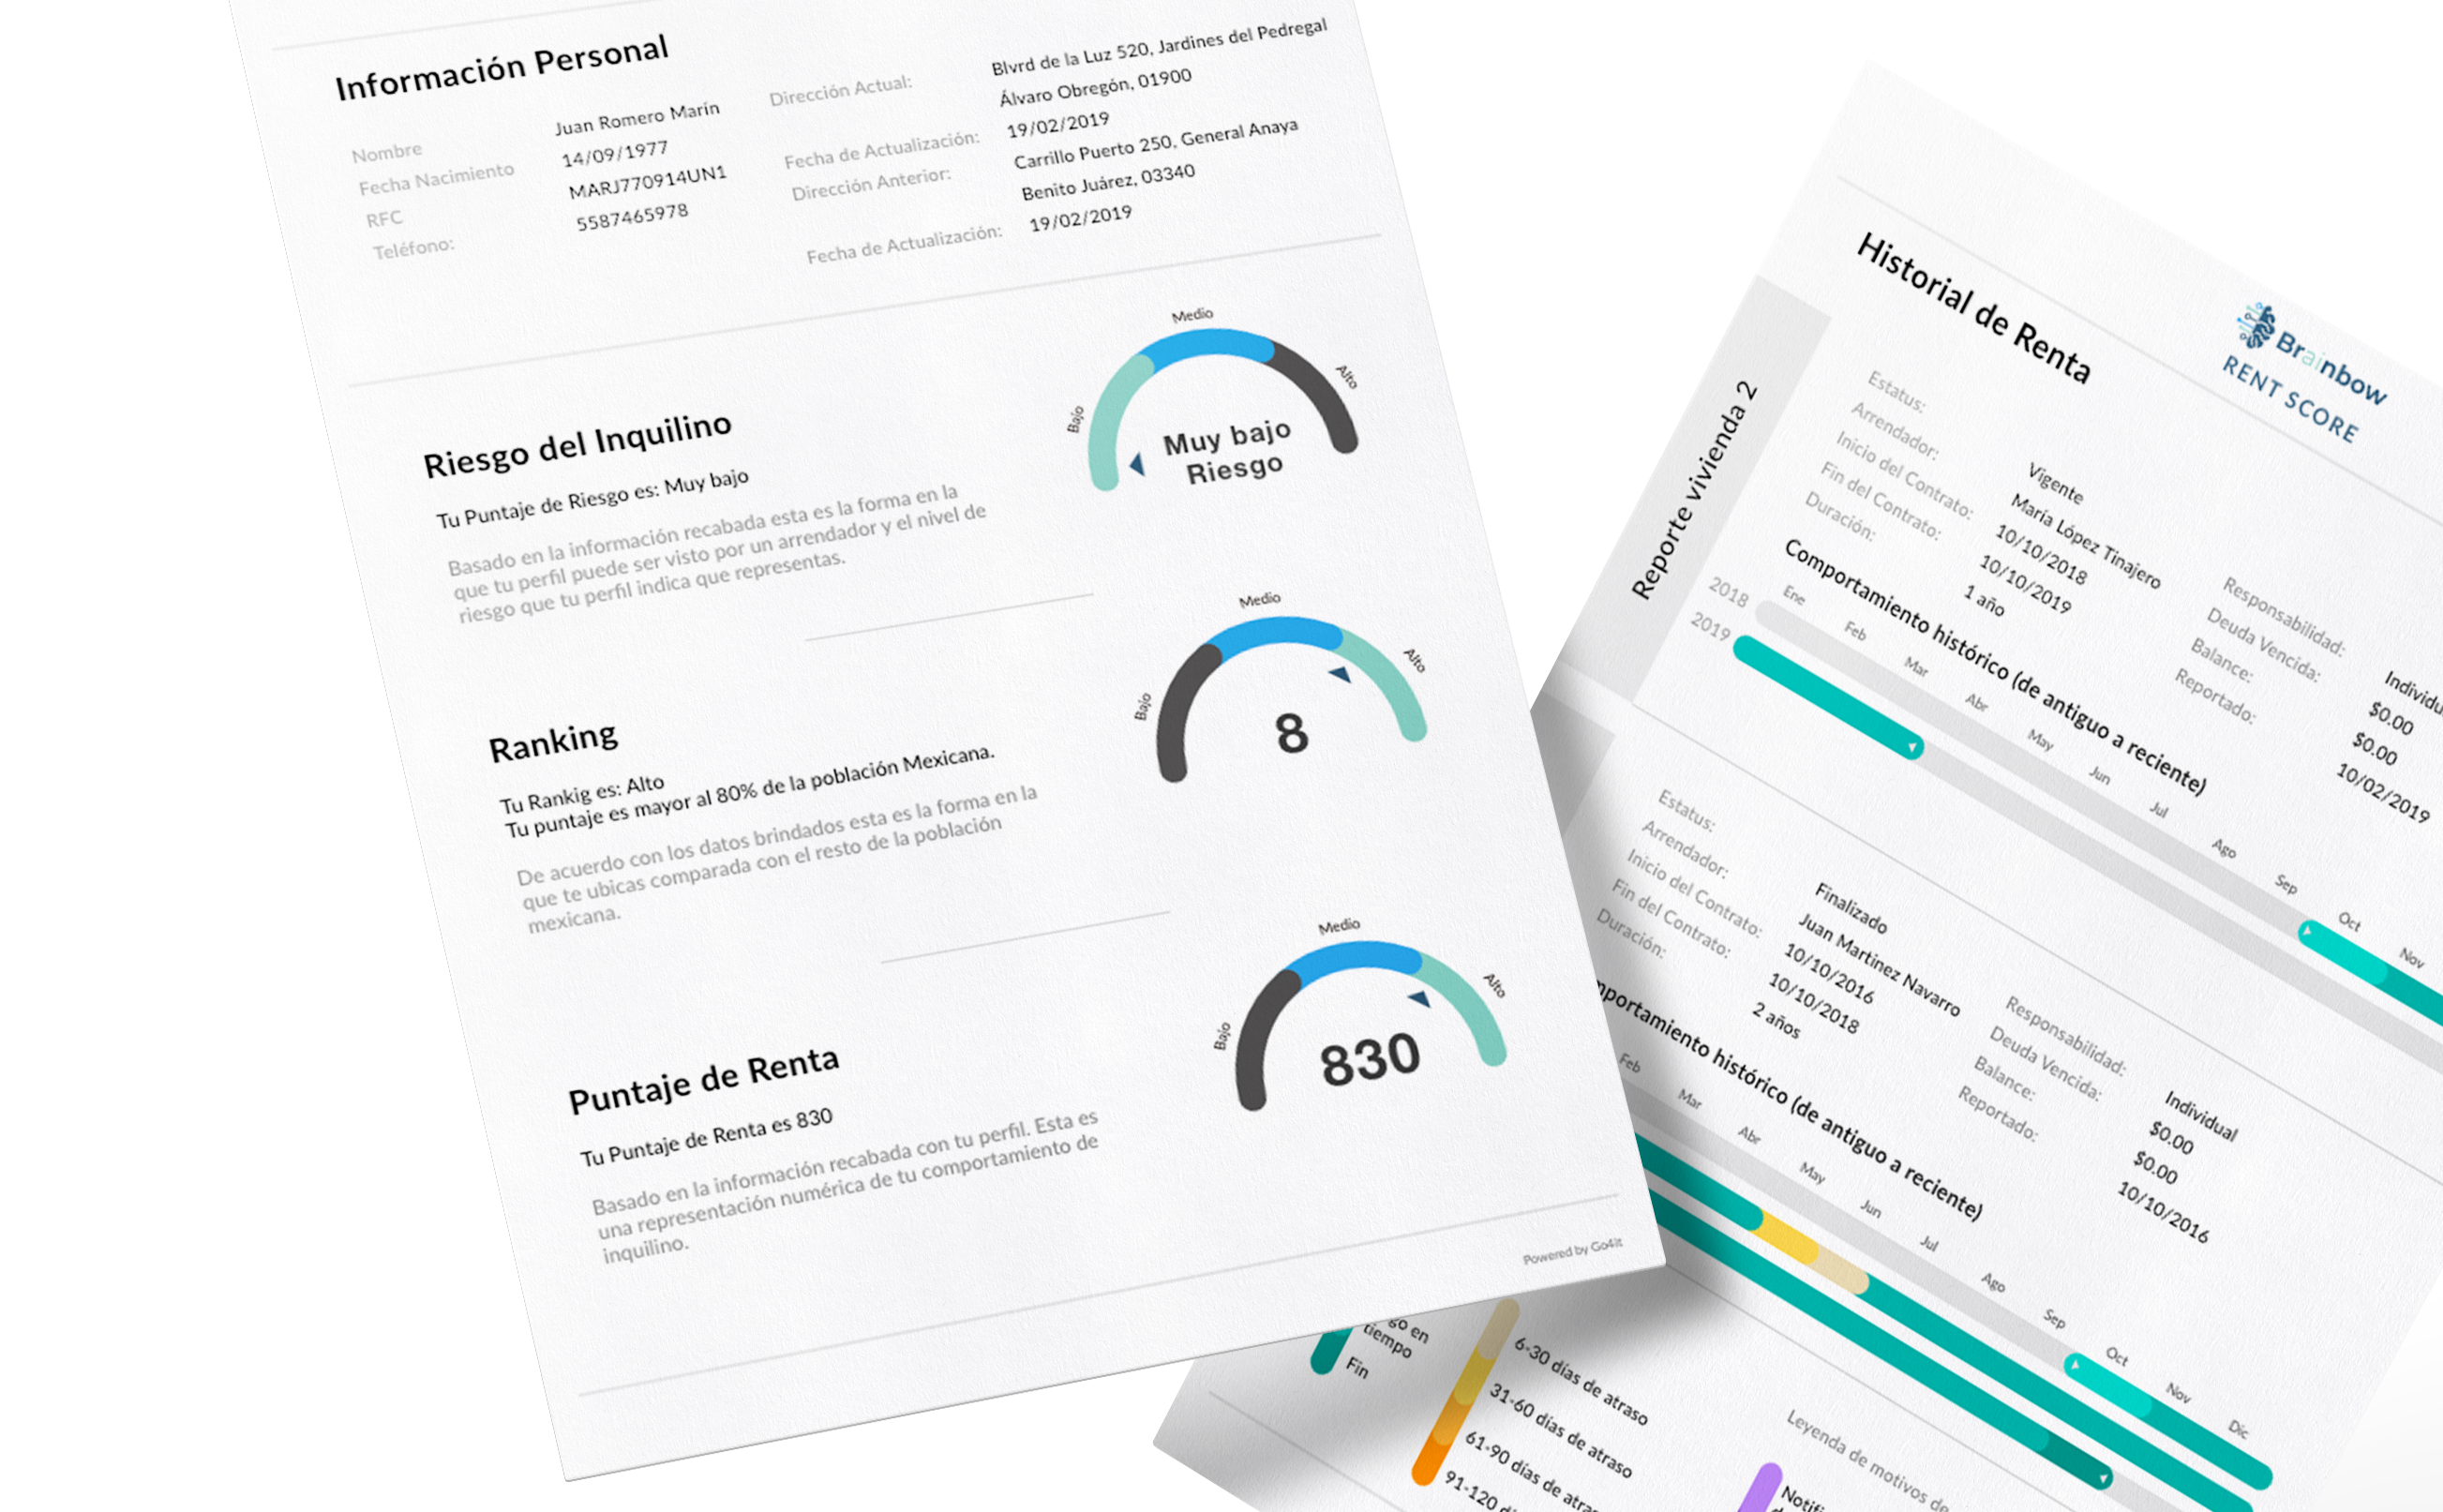 Información Personal
Nombre
Juan Romero Marín
Fecha Nacimiento
14/09/1977
RFC
MARJ770914UN1
Teléfono:
5587465978
Dirección Actual:
Blvrd de la Luz 520, Jardines del Pedregal
Álvaro Obregón, 01900
Fecha de Actualización:
19/02/2019
Dirección Anterior:
Carrillo Puerto 250, General Anaya
Benito Juárez, 03340
Fecha de Actualización:
19/02/2019
Riesgo del Inquilino
Tu Puntaje de Riesgo es: Muy bajo
Basado en la información recabada esta es la forma en la
que tu perfil puede ser visto por un arrendador y el nivel de
riesgo que tu perfil indica que representas.
Bajo
Medio
Alto
Muy bajo
Riesgo
Ranking
Tu Rankig es: Alto
Tu puntaje es mayor al 80% de la población Mexicana.
De acuerdo con los datos brindados esta es la forma en la
que te ubicas comparada con el resto de la población
mexicana.
Bajo
Medio
Alto
8
Puntaje de Renta
Tu Puntaje de Renta es 830
Basado en la información recabada con tu perfil. Esta es
una representación numérica de tu comportamiento de
inquilino.
Bajo
Medio
Alto
830
Powered by Go4it
Historial de Renta
Brainbow
RENT SCORE
Reporte vivienda 2
Estatus:
Vigente
Arrendador:
María López Tinajero
Inicio del Contrato:
10/10/2018
Fin del Contrato:
10/10/2019
Duración:
1 año
Responsabilidad:
Deuda Vencida:
$0.00
Balance:
$0.00
Reportado:
10/02/2019
Comportamiento histórico (de antiguo a reciente)
Ene
Feb
Mar
Abr
May
Jun
Jul
Ago
Sep
Oct
Nov
2018
2019
Estatus:
Finalizado
Arrendador:
Juan Martinez Navarro
Inicio del Contrato:
10/10/2016
Fin del Contrato:
10/10/2018
Duración:
2 años
Responsabilidad:
Individual
Deuda Vencida:
$0.00
Balance:
$0.00
Reportado:
10/10/2016
histórico (de antiguo a reciente)
Feb
Mar
Abr
May
Jun
Jul
Ago
Sep
Oct
Nov
Dic
en
tiempo
Fin
6-30 días de atraso
31-60 días de atraso
61-90 días de
91-120
Leyenda de motivos de